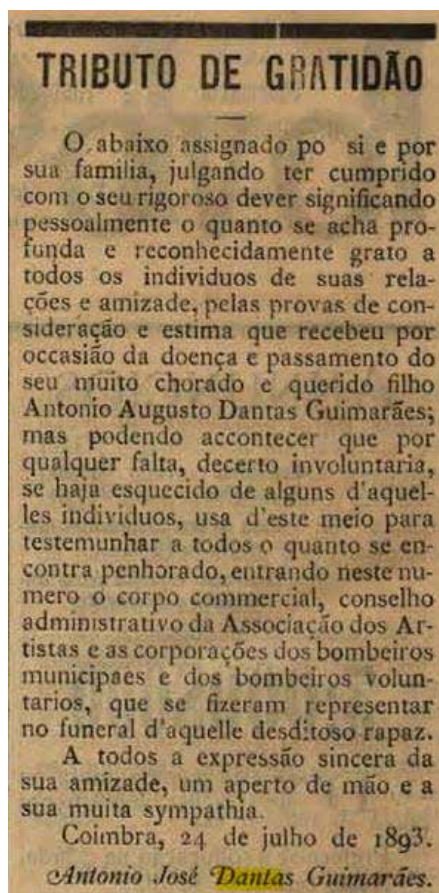 TRIBUTO DE GRATIDÃO
O abaixo assignado po si e por
sua familia, julgando ter cumprido
com o seu rigoroso dever significando
pessoalmente o quanto se acha pro-
funda e reconhecidamente grato a
todos os individuos de suas rela-
ções e amizade, pelas provas de con-
sideração e estima que recebeu por
occasião da doença e passamento do
seu muito chorado e querido filho
Antonio Augusto Dantas Guimarães;
mas podendo accontecer que por
qualquer falta, decerto involuntaria,
se haja esquecido de alguns d'aquel-
les individuos, usa d'este meio para
testemunhar a todos o quanto se en-
contra penhorado, entrando neste nu-
mero o corpo commercial, conselho
administrativo da Associação dos Ar-
tistas e as corporações dos bombeiros
municipaes e dos bombeiros volun-
tarios, que se fizeram representar
no funeral d'aquelle desditoso rapaz.
A todos a expressão sincera da
sua amizade, um aperto de mão e a
sua muita sympathia.
Coimbra, 24 de julho de 1893.
Antonio José Dantas Guimarães.